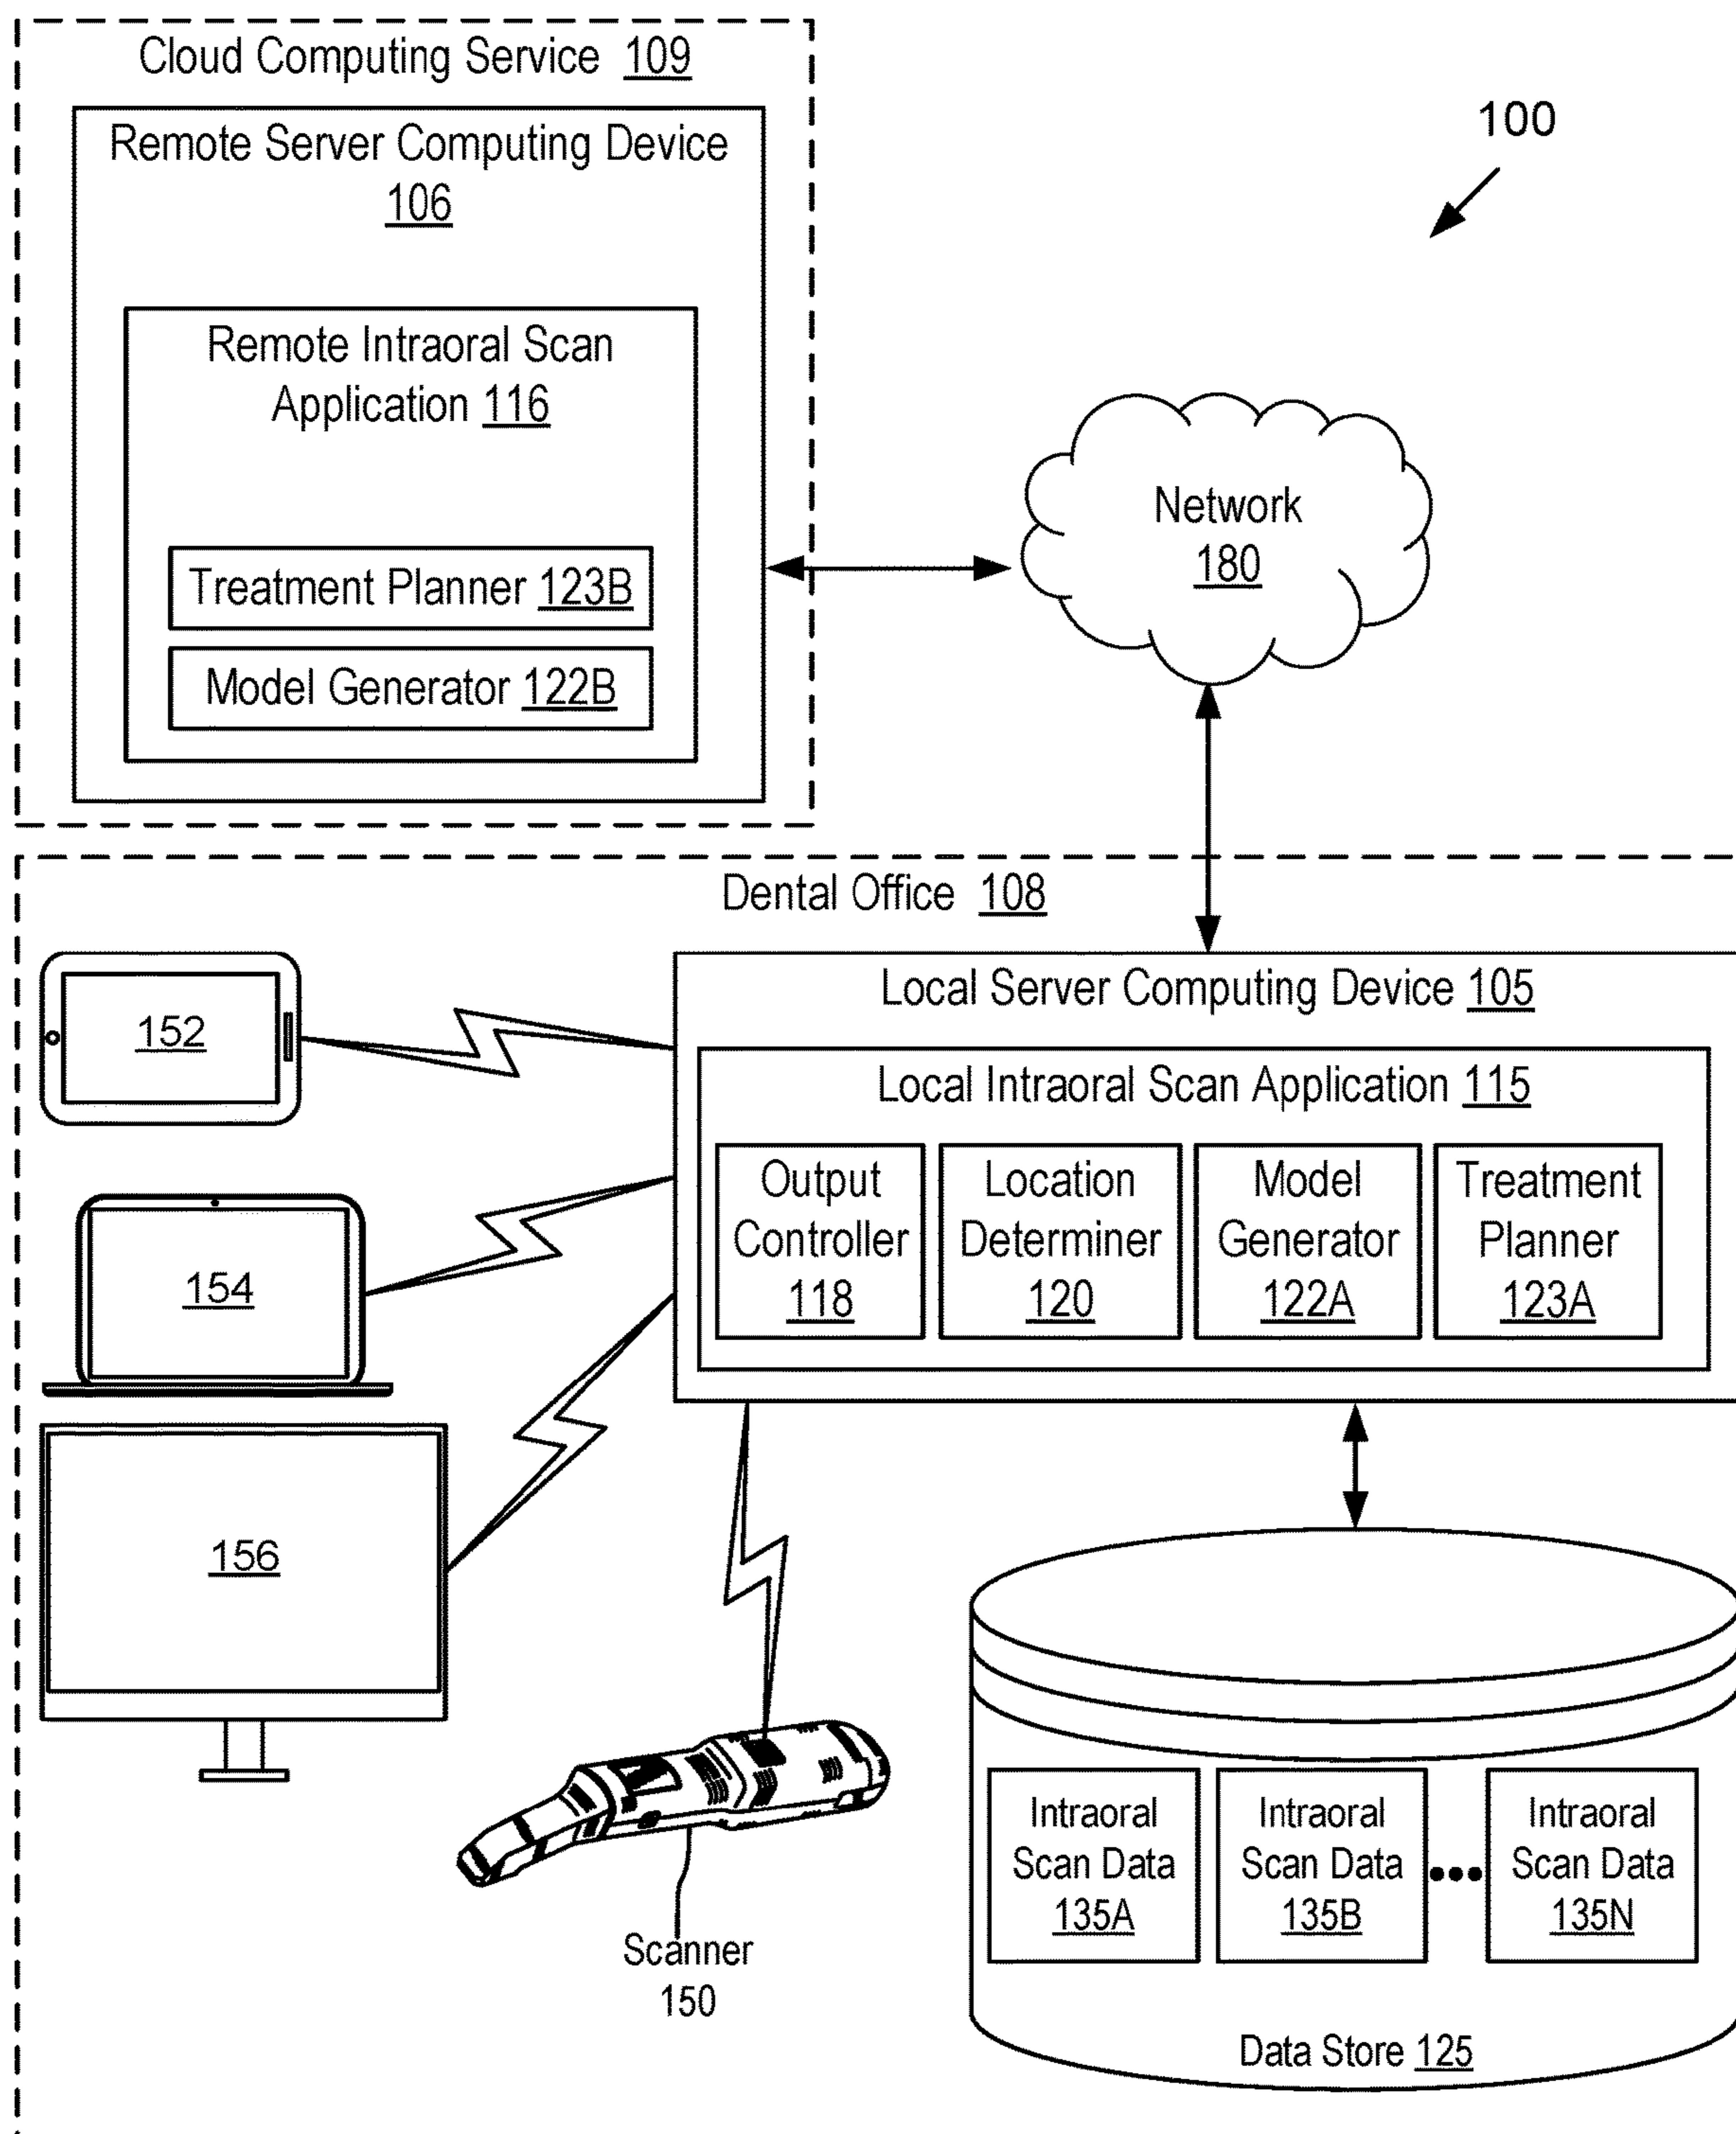 Cloud Computing Service 109
Remote Server Computing Device
106
100
Remote Intraoral Scan
Application 116
Treatment Planner 123B
Model Generator 122B
Network
180
Dental Office 108
Local Server Computing Device 105
Local Intraoral Scan Application 115
Output
Controller
118
Location
Determiner
120
Model
Generator
122A
Treatment
Planner
123A
152
154
156
Scanner
150
Intraoral
Scan Data
135A
Intraoral
Scan Data
135B
Intraoral
Scan Data
135N
Data Store 125